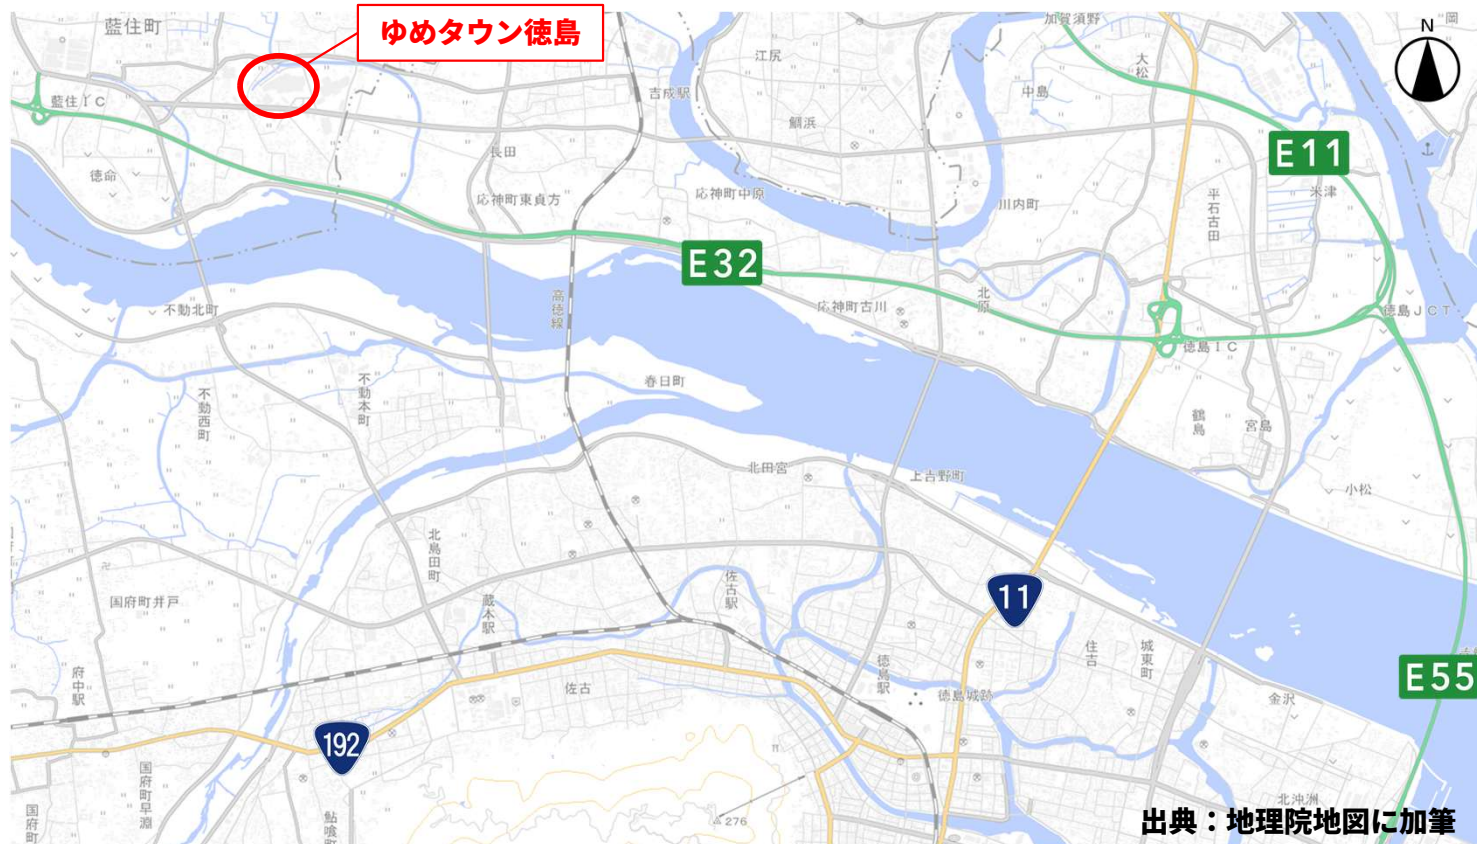 ゆめタウン徳島
藍住町
加賀須野
岡
N
江尻
大松
吉成駅
中島
藍住IC
鯛浜
長田
E11
徳命
応神町東貞方
応神町中原
川内町
平石古田
米津
E32
高徳線
不動北町
応神町古川
北原
徳島JCT
徳島IC
不動西町
不動本町
春日町
鶴島
宮島
北田宮
上吉野町
小松
北島田町
佐古駅
11
国府町井戸
蔵本駅
住吉
城東町
府中駅
徳島駅
E55
佐古
徳島城跡
金沢
192
国府町早淵
国府町
鮎喰町
276
北沖洲
出典：地理院地図に加筆